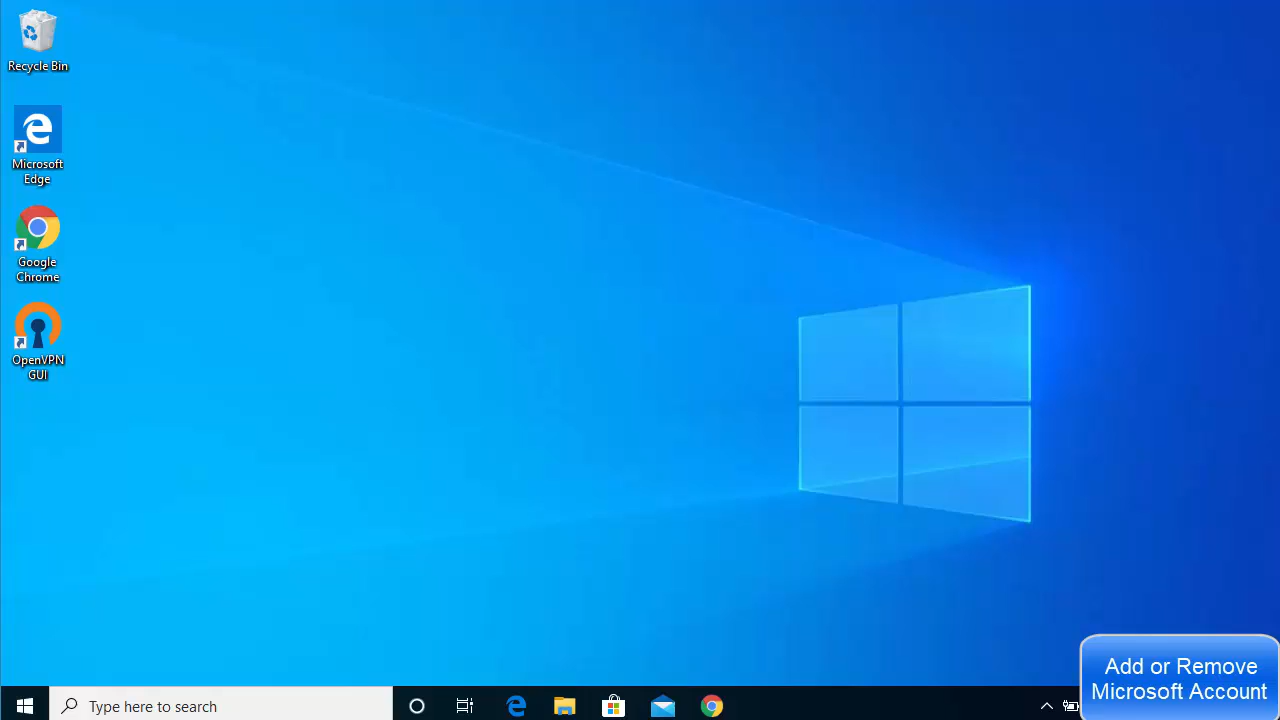 Recycle Bin
Microsoft
Edge
Google
Chrome
OpenVPN
GUI
Add or Remove
Microsoft Account
Type here to search